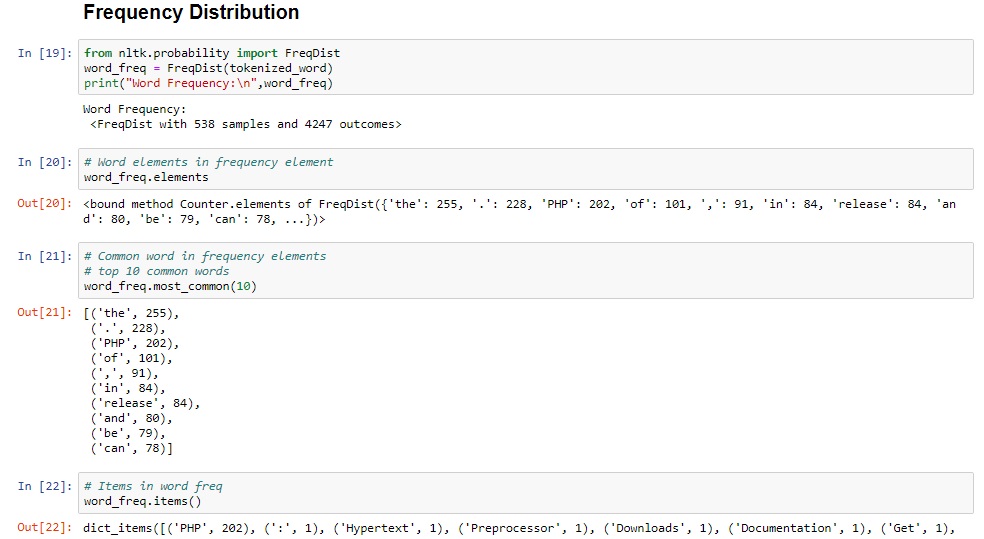 Frequency Distribution
In [19]: from nltk.probability import FreqDist
word_freq = FreqDist(tokenized_word)
print("Word Frequency:\n",word_freq)
Word Frequency:
<FreqDist with 538 samples and 4247 outcomes>
In [20]: # Word elements in frequency element
word_freq.elements
Out[20]: <bound method Counter.elements of FreqDist({'the': 255, '.': 228, 'PHP': 202, 'of': 101, ',': 91, 'in': 84, 'release': 84, 'an
d': 80, 'be': 79, 'can': 78, ...})>
In [21]: # Common word in frequency elements
# top 10 common words
word_freq.most_common(10)
Out[21]: [('the', 255),
('.', 228),
('PHP', 202),
('of', 101),
(',', 91),
('in', 84),
('release', 84),
('and', 80),
('be', 79),
('can', 78)]
In [22]: # Items in word freq
word_freq.items()
Out[22]: dict_items([('PHP', 202), (':', 1), ('Hypertext', 1), ('Preprocessor', 1), ('Downloads', 1), ('Documentation', 1), ('Get', 1),